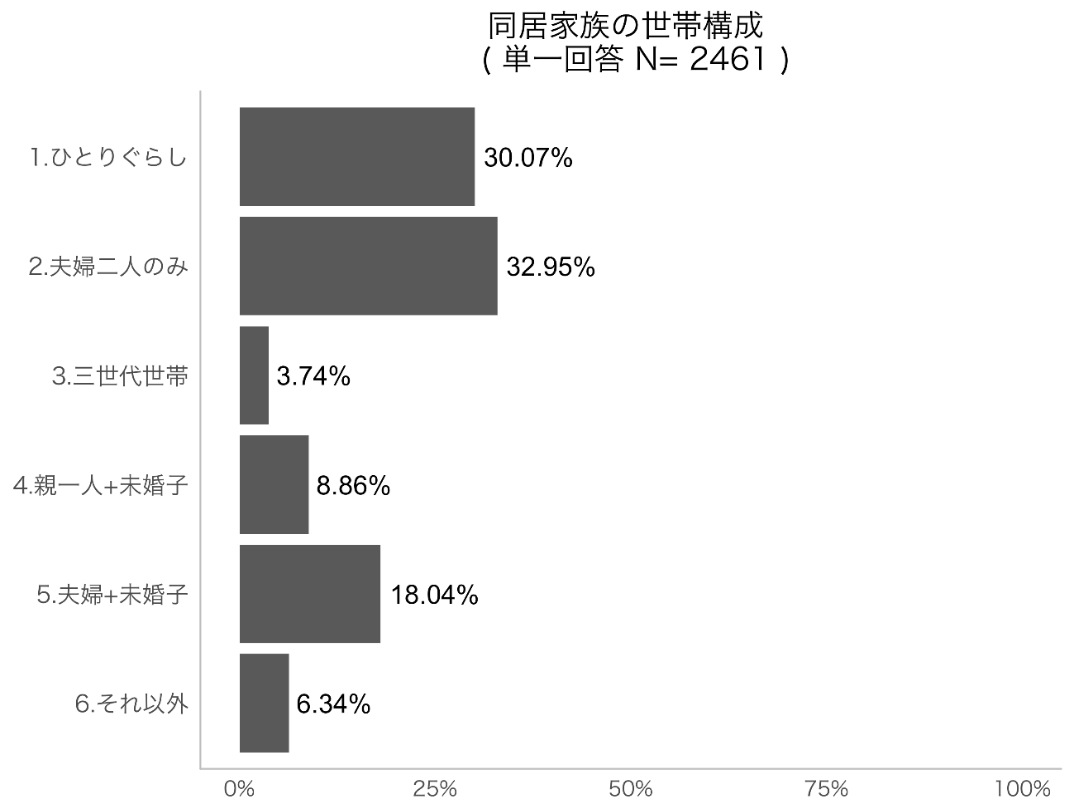 同居家族の世帯構成
( 単一回答 N= 2461 )
1.ひとりぐらし 30.07%
2.夫婦二人のみ 32.95%
3.三世代世帯 3.74%
4.親一人+未婚子 8.86%
5.夫婦+未婚子 18.04%
6.それ以外 6.34%
0% 25% 50% 75% 100%